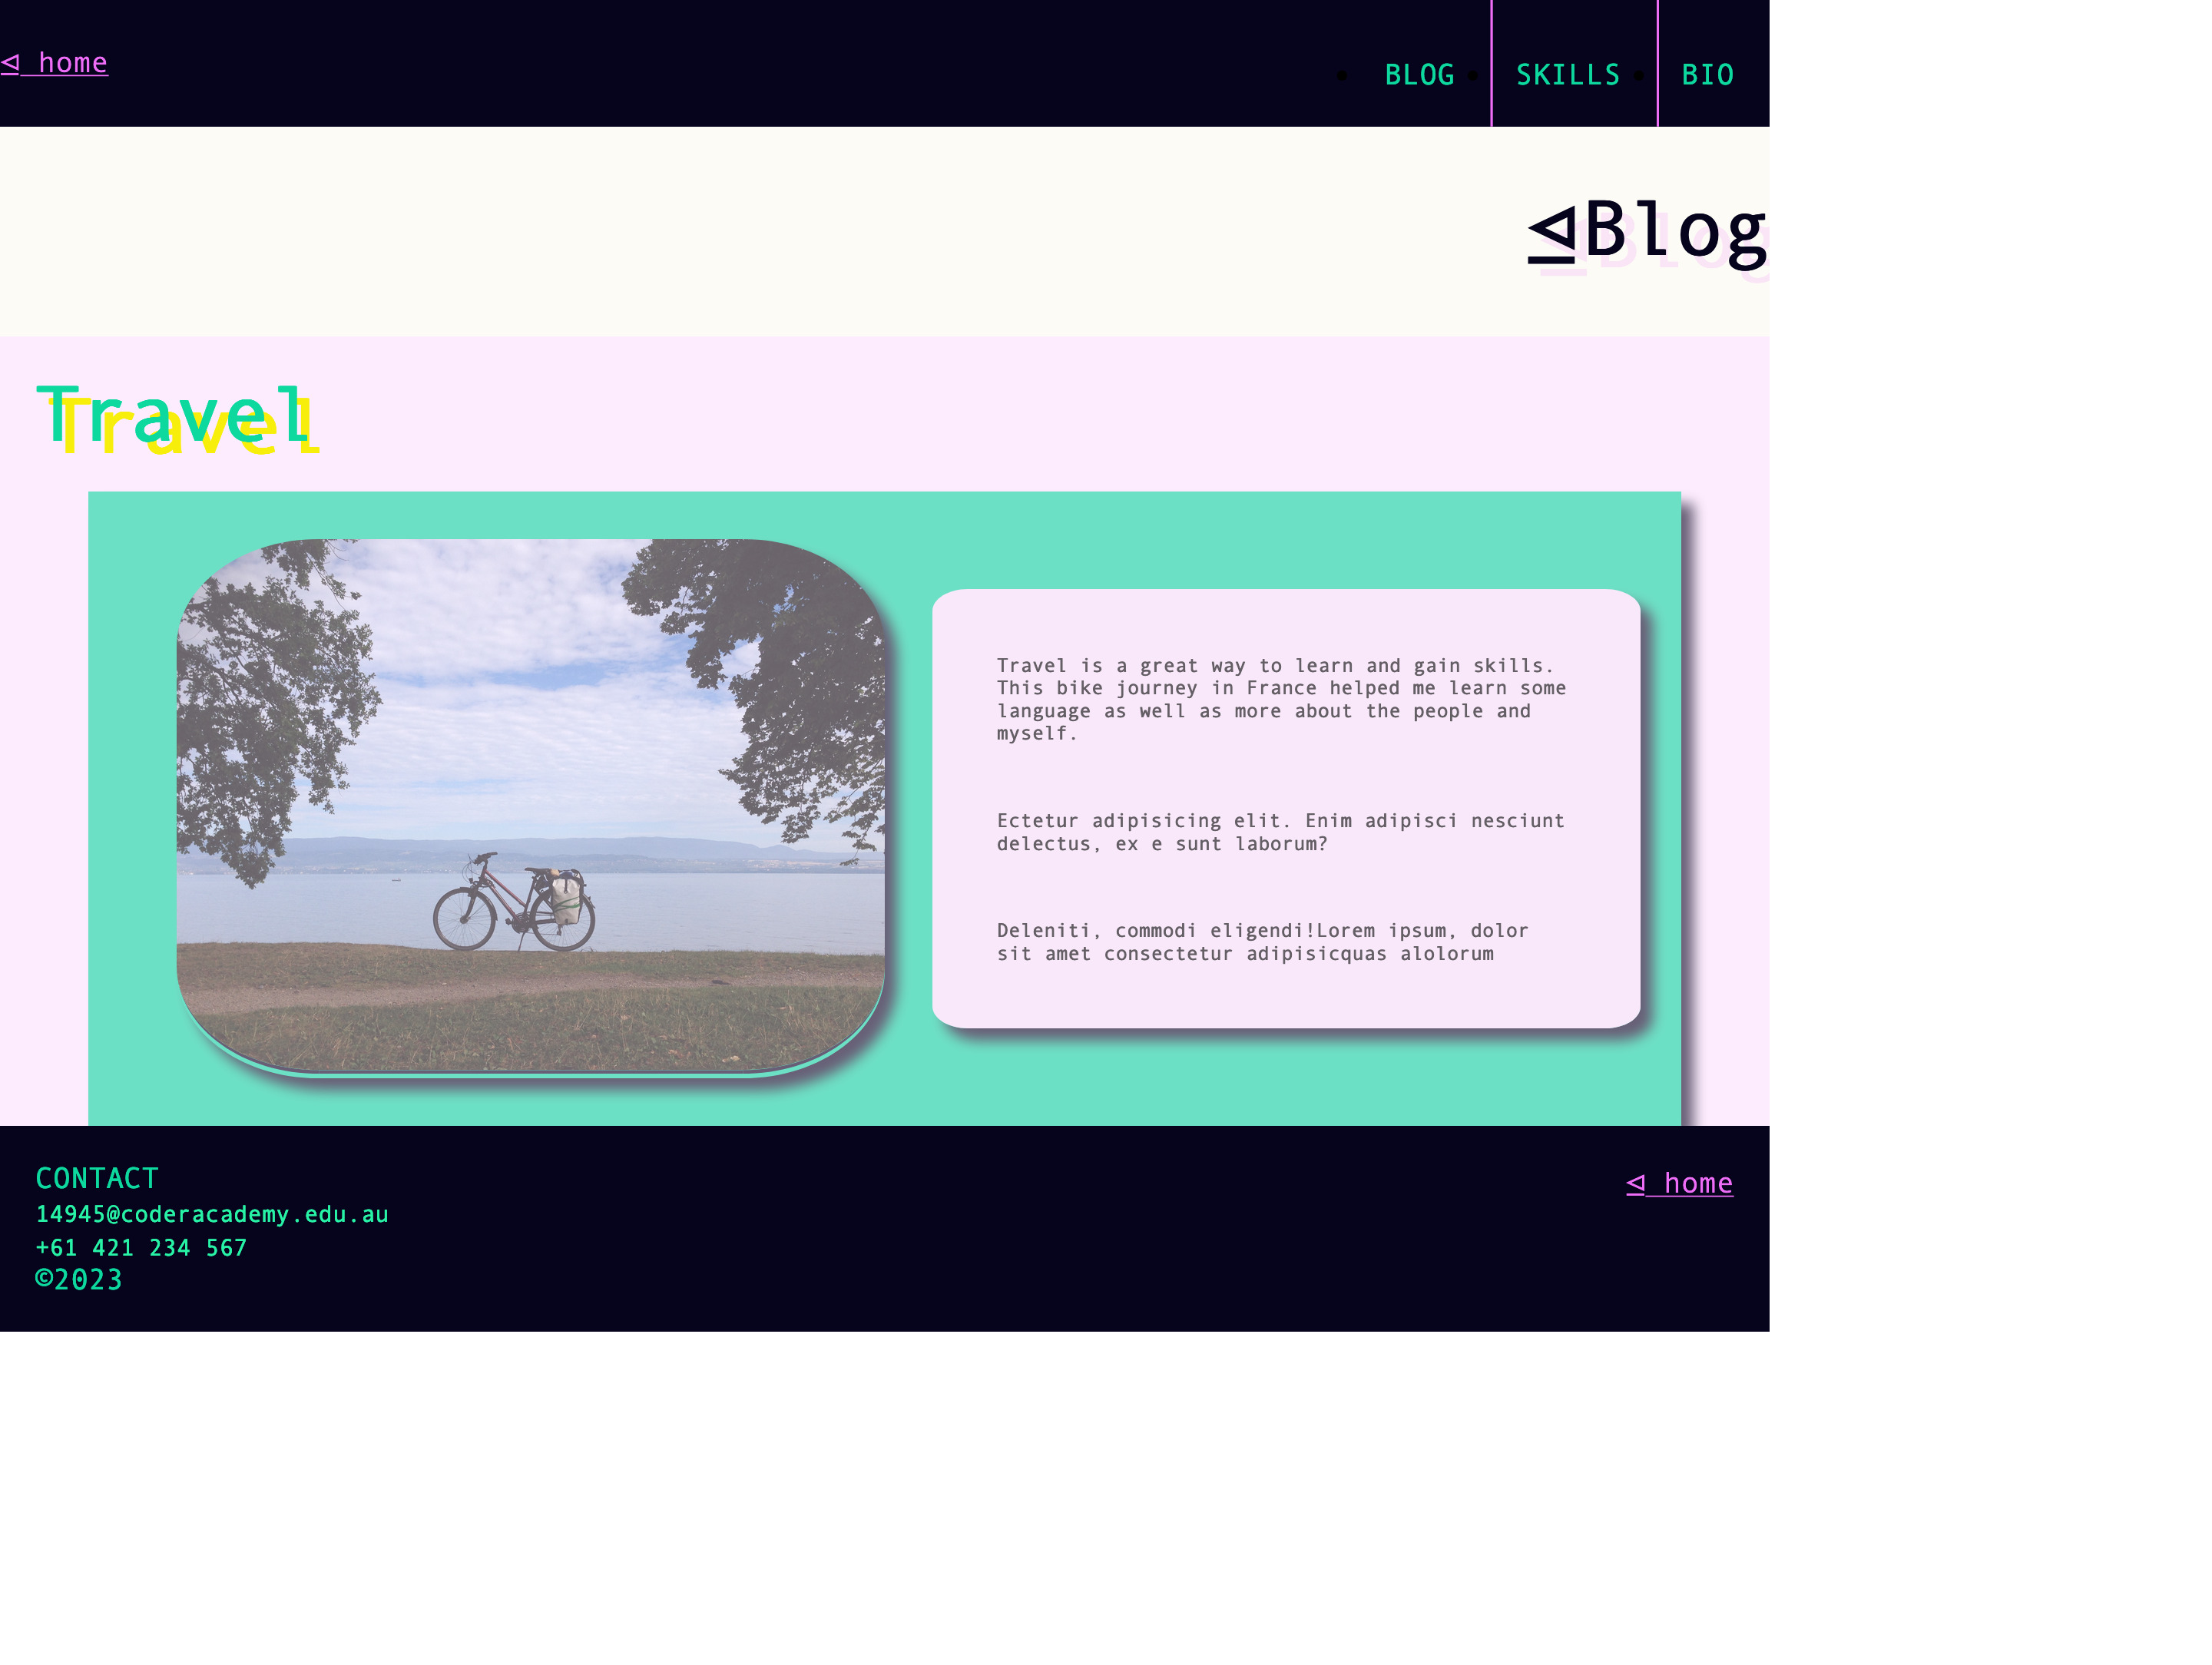 ⊴ home
BLOG
SKILLS
BIO
⊴Blog
Travel
Travel is a great way to learn and gain skills.
This bike journey in France helped me learn some
language as well as more about the people and
myself.
Ectetur adipisicing elit. Enim adipisci nesciunt
delectus, ex e sunt laborum?
Deleniti, commodi eligendi!Lorem ipsum, dolor
sit amet consectetur adipisicquas alolorum
CONTACT
14945@coderacademy.edu.au
+61 421 234 567
©2023
⊴ home